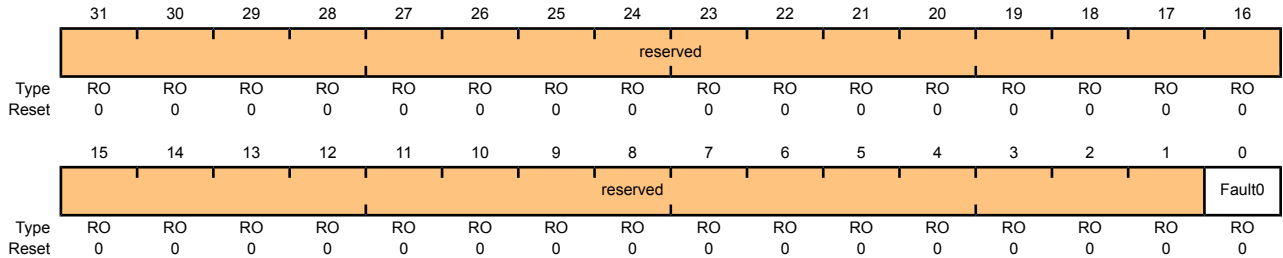 31 30 29 28 27 26 25 24 23 22 21 20 19 18 17 16
reserved
Type RO RO RO RO RO RO RO RO RO RO RO RO RO RO RO RO
Reset 0 0 0 0 0 0 0 0 0 0 0 0 0 0 0 0
15 14 13 12 11 10 9 8 7 6 5 4 3 2 1 0
reserved Fault0
Type RO RO RO RO RO RO RO RO RO RO RO RO RO RO RO RO
Reset 0 0 0 0 0 0 0 0 0 0 0 0 0 0 0 0